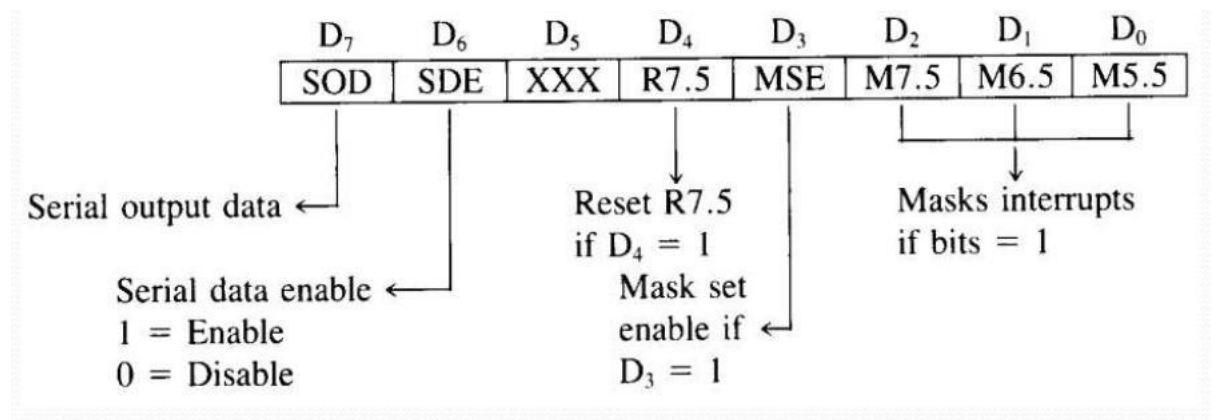 D₇ D₆ D₅ D₄ D₃ D₂ D₁ D₀
SOD SDE XXX R7.5 MSE M7.5 M6.5 M5.5
Serial output data
Serial data enable
1 = Enable
0 = Disable
Reset R7.5
if D₄ = 1
Mask set
enable if
D₃ = 1
Masks interrupts
if bits = 1